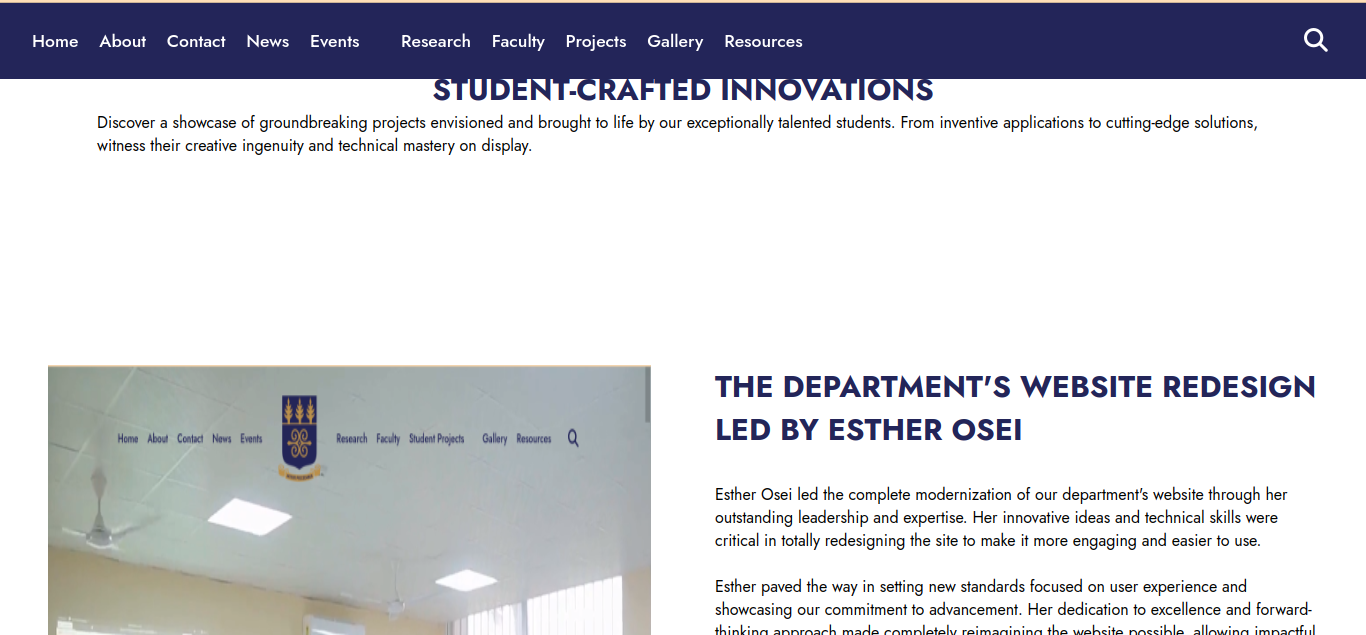 Home About Contact News Events Research Faculty Projects Gallery Resources
STUDENT-CRAFTED INNOVATIONS
Discover a showcase of groundbreaking projects envisioned and brought to life by our exceptionally talented students. From inventive applications to cutting-edge solutions,
witness their creative ingenuity and technical mastery on display.
Home About Contact News Events Research Faculty Student Projects Gallery Resources
THE DEPARTMENT'S WEBSITE REDESIGN
LED BY ESTHER OSEI
Esther Osei led the complete modernization of our department's website through her
outstanding leadership and expertise. Her innovative ideas and technical skills were
critical in totally redesigning the site to make it more engaging and easier to use.
Esther paved the way in setting new standards focused on user experience and
showcasing our commitment to advancement. Her dedication to excellence and forward-
thinking approach made completely reimagining the website possible, allowing impactful